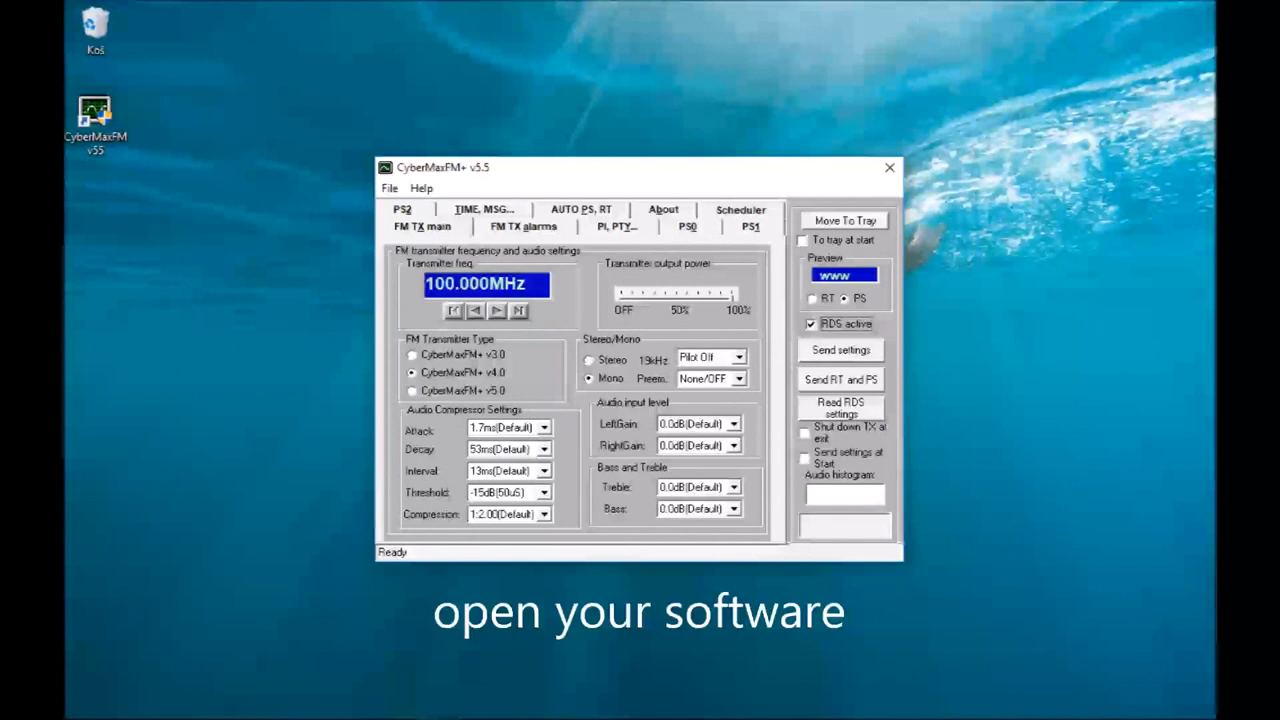 Koš
CyberMaxFM
v55
CyberMaxFM+ v5.5
File Help
PS2 TIME, MSG... AUTO PS, RT About Scheduler
FM TX main FM TX alarms PI, PTY... PS0 PS1
FM transmitter frequency and audio settings
Transmitter freq.
100.000MHz
Transmitter output power
OFF 50% 100%
FM Transmitter Type
CyberMaxFM+ v3.0
CyberMaxFM+ v4.0
CyberMaxFM+ v5.0
Stereo/Mono
Stereo 19kHz: Pilot Off
Mono Preem.: None/OFF
Audio Compressor Settings
Attack: 1.7ms(Default)
Decay: 53ms(Default)
Interval: 13ms(Default)
Threshold: -15dB(50uS)
Compression: 1:2.00(Default)
Audio input level
LeftGain: 0.0dB(Default)
RightGain: 0.0dB(Default)
Bass and Treble
Treble: 0.0dB(Default)
Bass: 0.0dB(Default)
Move To Tray
To tray at start
Preview
www
RT PS
RDS active
Send settings
Send RT and PS
Read RDS
settings
Shut down TX at
exit
Send settings at
Start
Audio histogram:
Ready
open your software